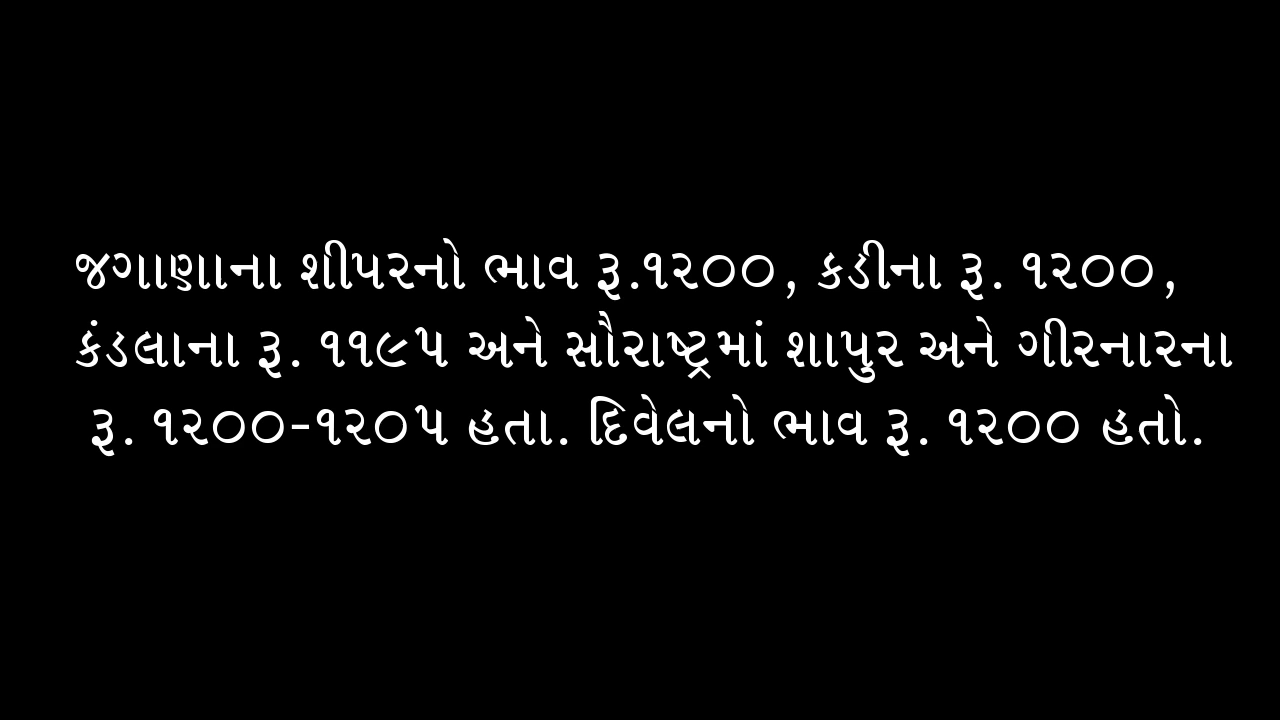 જગાણાના શીપરનો ભાવ રૂ.૧૨૦૦, કડીના રૂ. ૧૨૦૦,
કંડલાના રૂ. ૧૧૯૫ અને સૌરાષ્ટ્રમાં શાપુર અને ગીરનારના
રૂ. ૧૨૦૦-૧૨૦૫ હતા. દિવેલનો ભાવ રૂ. ૧૨૦૦ હતો.